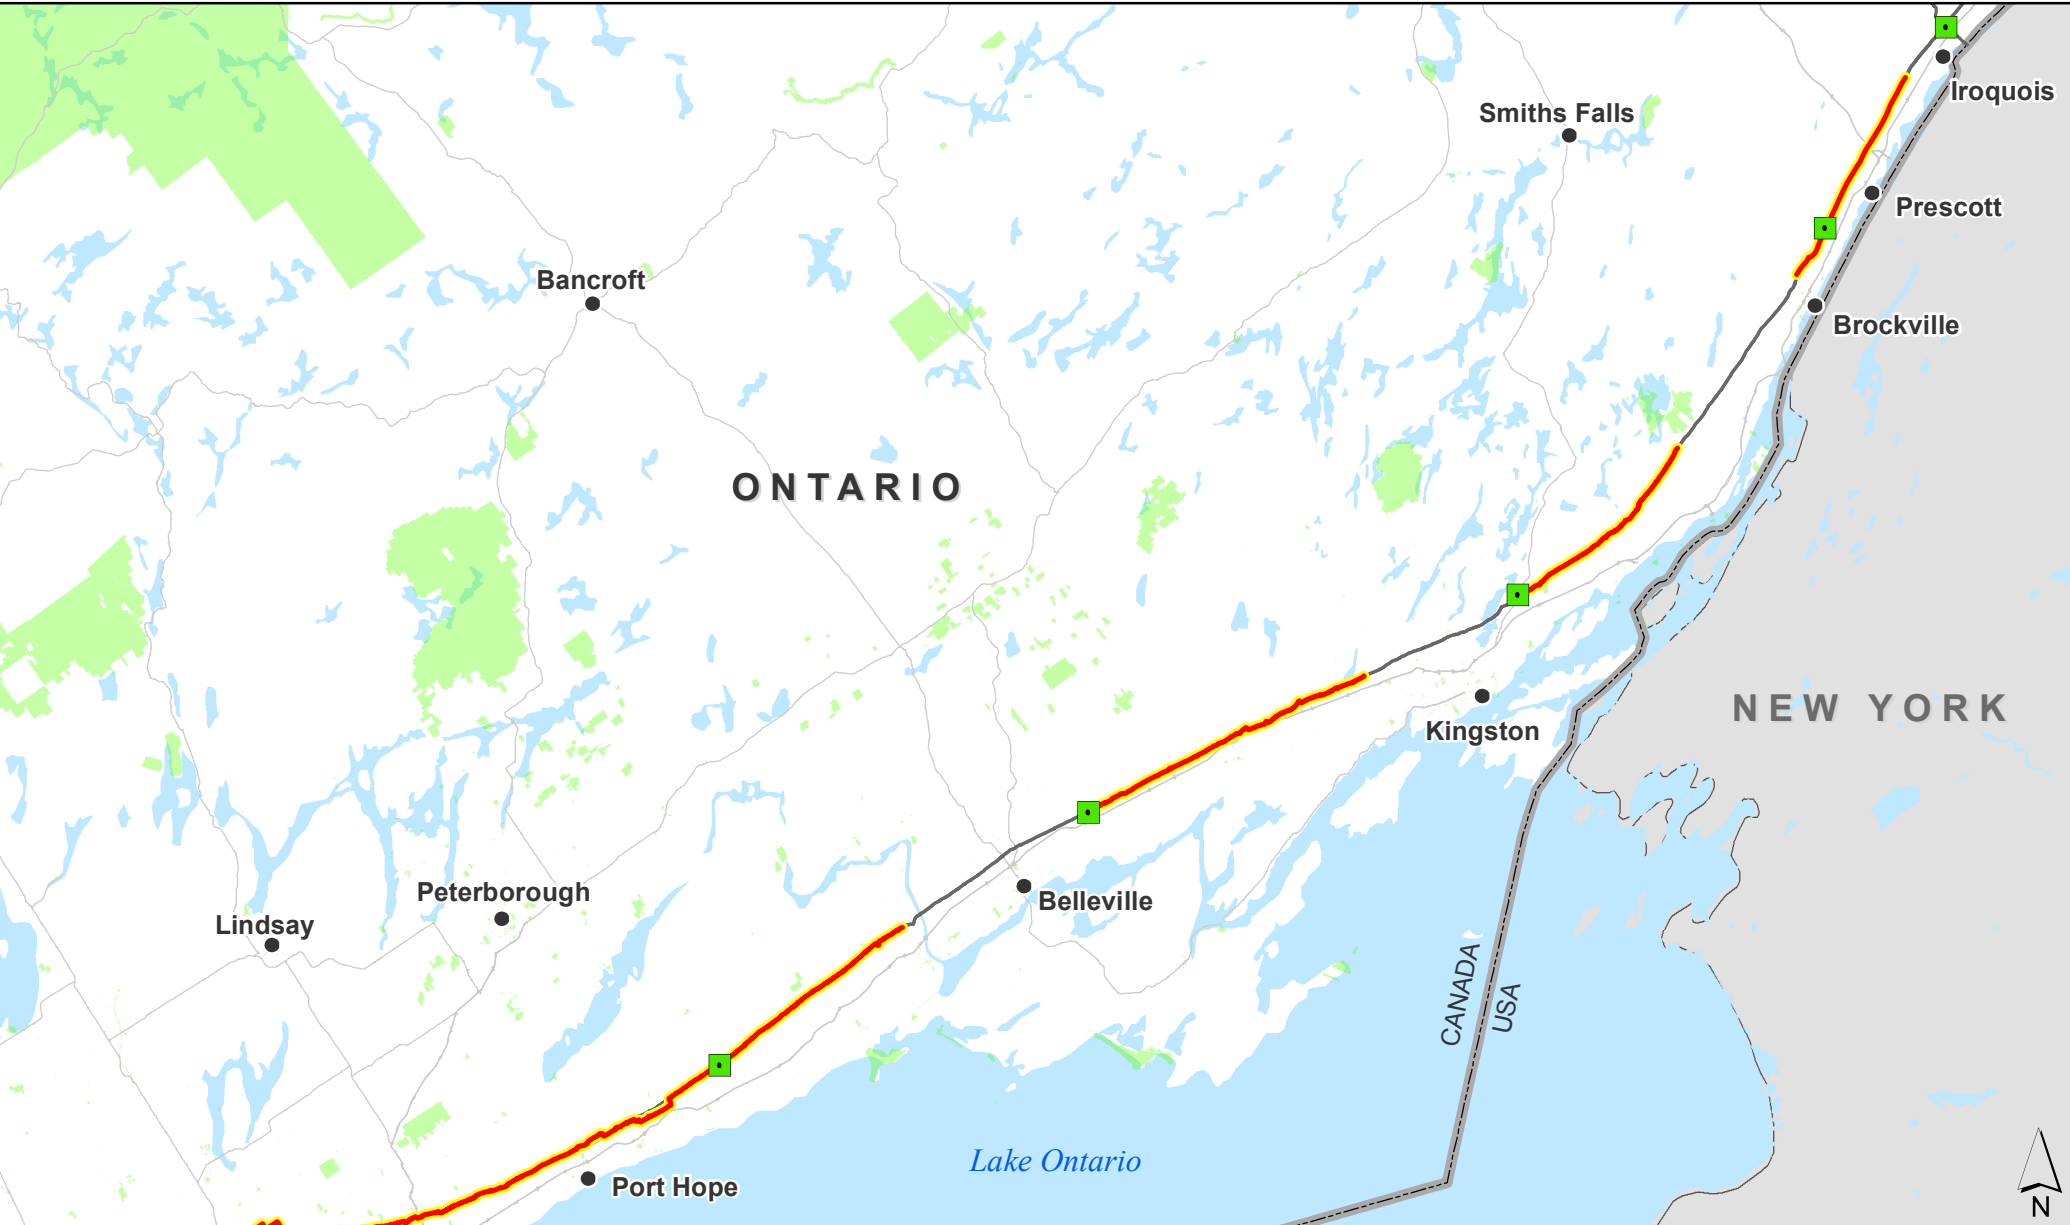 Iroquois
Smiths Falls
Prescott
Bancroft
Brockville
ONTARIO
NEW YORK
Kingston
Peterborough
Belleville
Lindsay
CANADA
USA
Lake Ontario
Port Hope
N